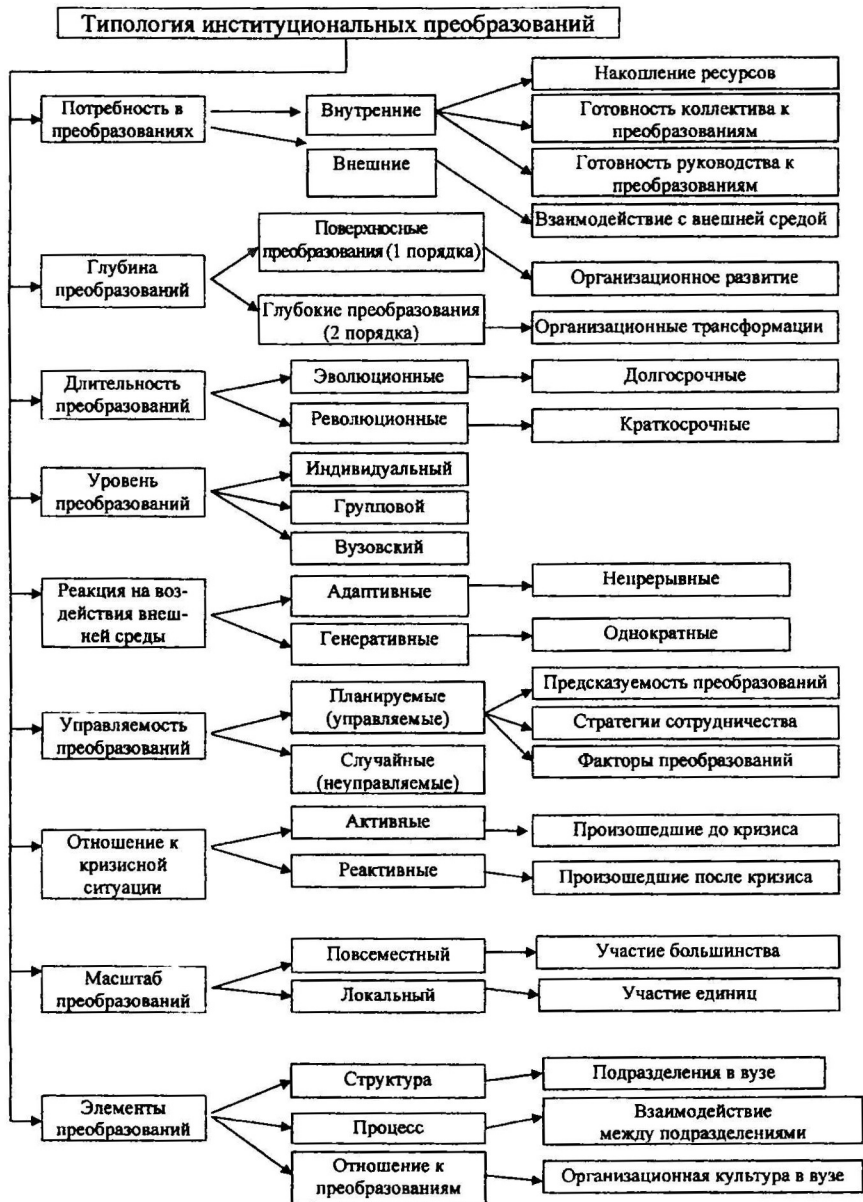 Типология институциональных преобразований
Потребность в
преобразованиях
Внутренние
Внешние
Накопление ресурсов
Готовность коллектива к
преобразованиям
Готовность руководства к
преобразованиям
Взаимодействие с внешней средой
Глубина
преобразований
Поверхносные
преобразования (1 порядка)
Глубокие преобразования
(2 порядка)
Организационное развитие
Организационные трансформации
Длительность
преобразований
Эволюционные
Революционные
Долгосрочные
Краткосрочные
Уровень
преобразований
Индивидуальный
Групповой
Вузовский
Реакция на воз-
действия внеш-
ней среды
Адаптивные
Генеративные
Непрерывные
Однократные
Управляемость
преобразований
Планируемые
(управляемые)
Случайные
(неуправляемые)
Предсказуемость преобразований
Стратегии сотрудничества
Факторы преобразований
Отношение к
кризисной
ситуации
Активные
Реактивные
Произошедшие до кризиса
Произошедшие после кризиса
Масштаб
преобразований
Повсеместный
Локальный
Участие большинства
Участие единиц
Элементы
преобразований
Структура
Процесс
Отношение к
преобразованиям
Подразделения в вузе
Взаимодействие
между подразделениями
Организационная культура в вузе